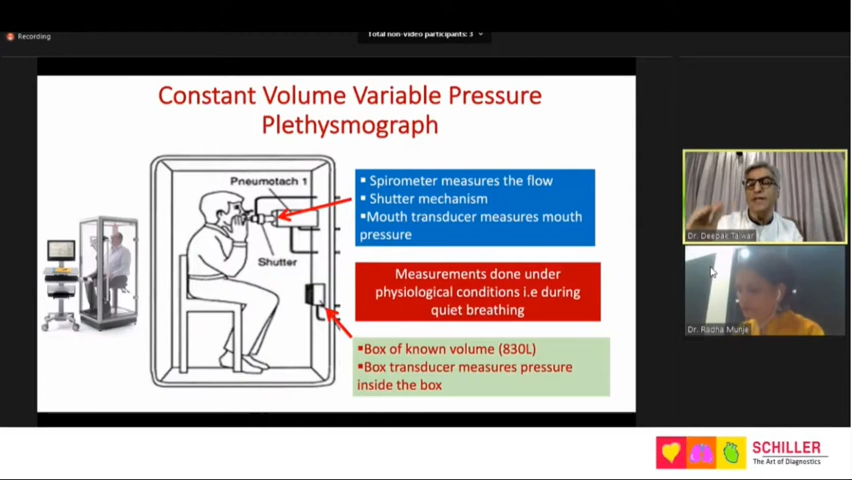 Recording
Total non-video participants: 3
Constant Volume Variable Pressure
Plethysmograph
Pneumotach 1
Shutter
▪ Spirometer measures the flow
▪ Shutter mechanism
▪Mouth transducer measures mouth
pressure
Measurements done under
physiological conditions i.e during
quiet breathing
▪Box of known volume (830L)
▪Box transducer measures pressure
inside the box
Dr. Deepak Talwar
Dr. Radha Munje
SCHILLER
The Art of Diagnostics